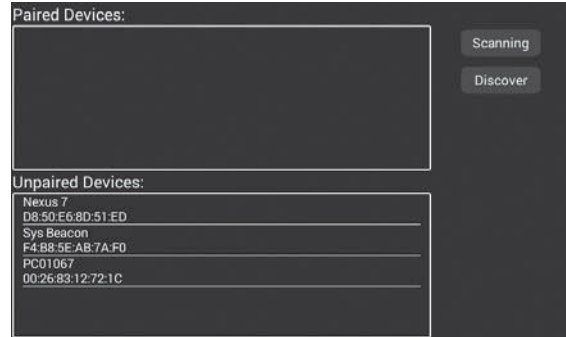 Paired Devices:
Scanning
Discover
Unpaired Devices:
Nexus 7
D8:50:E6:8D:51:ED
Sys Beacon
F4:B8:5E:AB:7A:F0
PC01067
00:26:83:12:72:1C